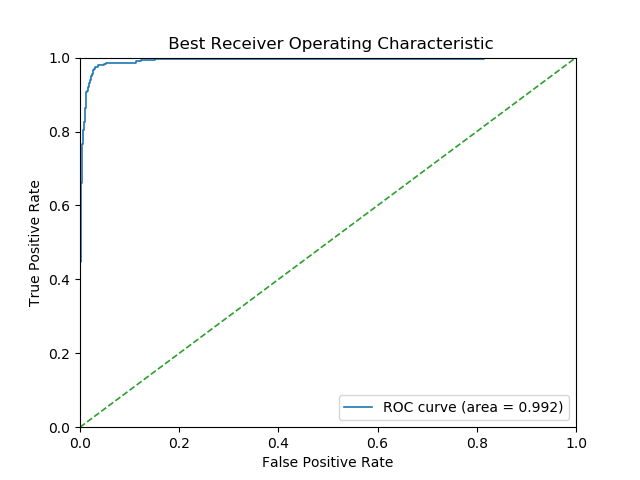 Best Receiver Operating Characteristic
True Positive Rate
1.0
0.8
0.6
0.4
0.2
0.0
ROC curve (area = 0.992)
0.0 0.2 0.4 0.6 0.8 1.0
False Positive Rate